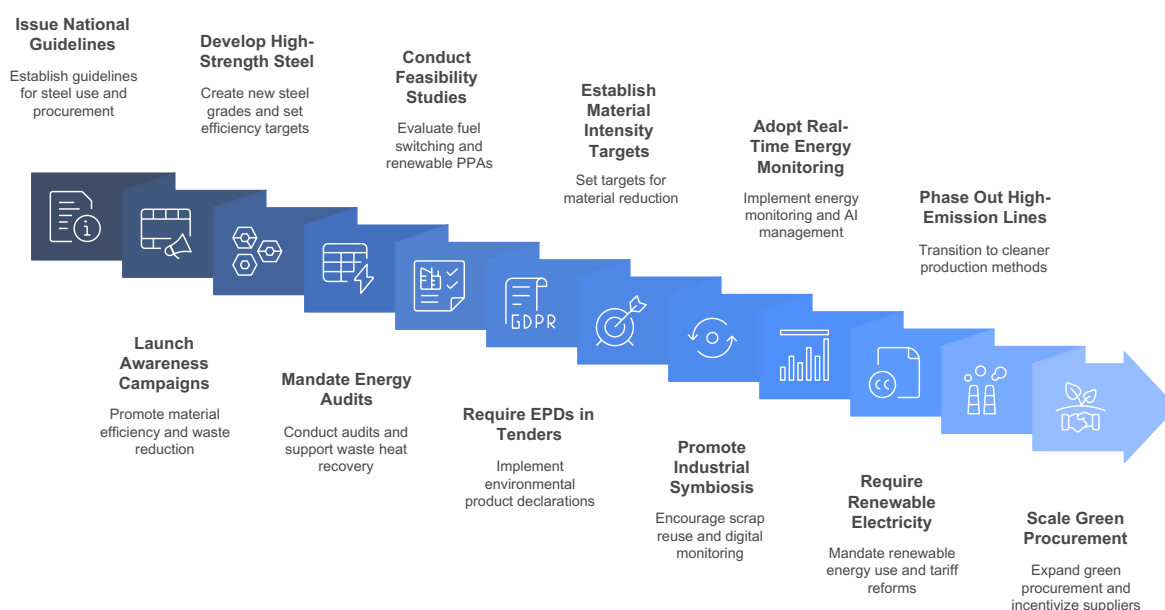 Issue National
Guidelines
Establish guidelines
for steel use and
procurement
Launch
Awareness
Campaigns
Promote material
efficiency and waste
reduction
Develop High-
Strength Steel
Create new steel
grades and set
efficiency targets
Mandate Energy
Audits
Conduct audits and
support waste heat
recovery
Conduct
Feasibility
Studies
Evaluate fuel
switching and
renewable PPAs
GDPR
Require EPDs in
Tenders
Implement
environmental
product declarations
Establish
Material
Intensity
Targets
Set targets for
material reduction
Promote
Industrial
Symbiosis
Encourage scrap
reuse and digital
monitoring
Adopt Real-
Time Energy
Monitoring
Implement energy
monitoring and AI
management
CC
Require
Renewable
Electricity
Mandate renewable
energy use and tariff
reforms
Phase Out High-
Emission Lines
Transition to cleaner
production methods
Scale Green
Procurement
Expand green
procurement and
incentivize suppliers